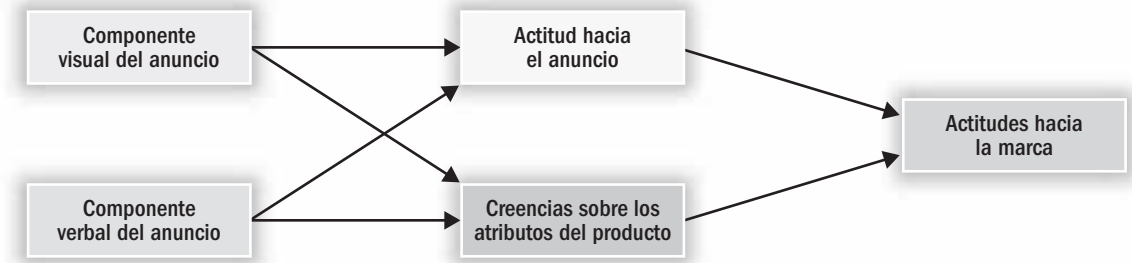 Componente
visual del anuncio
Actitud hacia
el anuncio
Actitudes hacia
la marca
Componente
verbal del anuncio
Creencias sobre los
atributos del producto